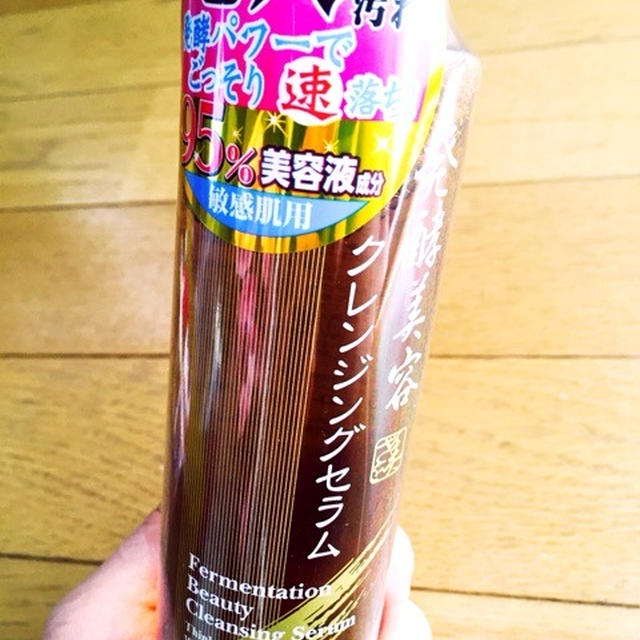 汚れ
発酵パワーで
ごっそり 速 落ち
95%美容液成分
敏感肌用
発酵美容
クレンジングセラム
Fermentation
Beauty
Cleansing Serum